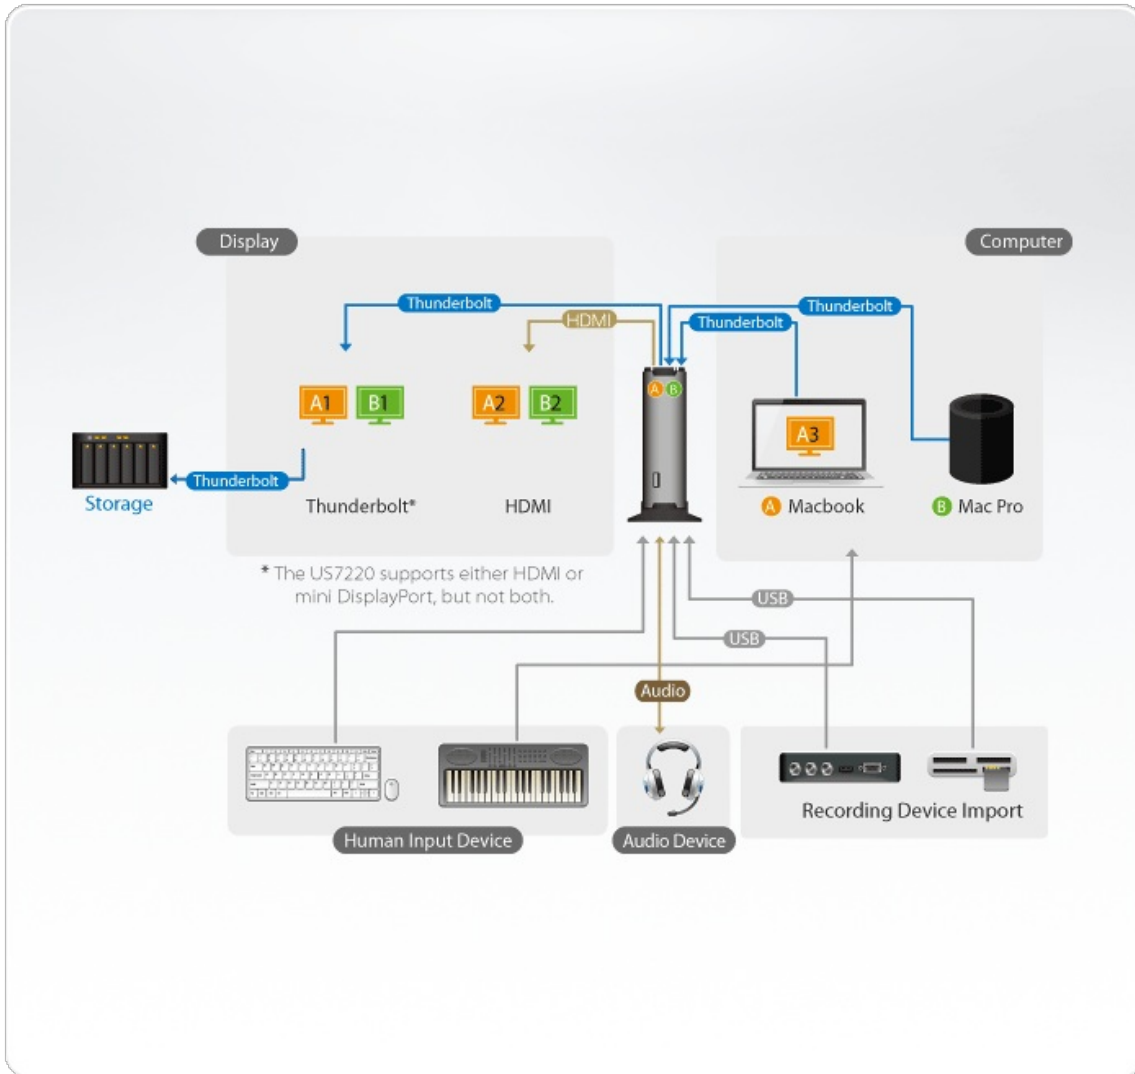 Display
Computer
Thunderbolt
HDMI
Thunderbolt
Thunderbolt
A1
B1
A2
B2
A B
A3
Storage
Thunderbolt
Thunderbolt*
HDMI
A Macbook
B Mac Pro
* The US7220 supports either HDMI or
mini DisplayPort, but not both.
USB
USB
Audio
Recording Device Import
Human Input Device
Audio Device